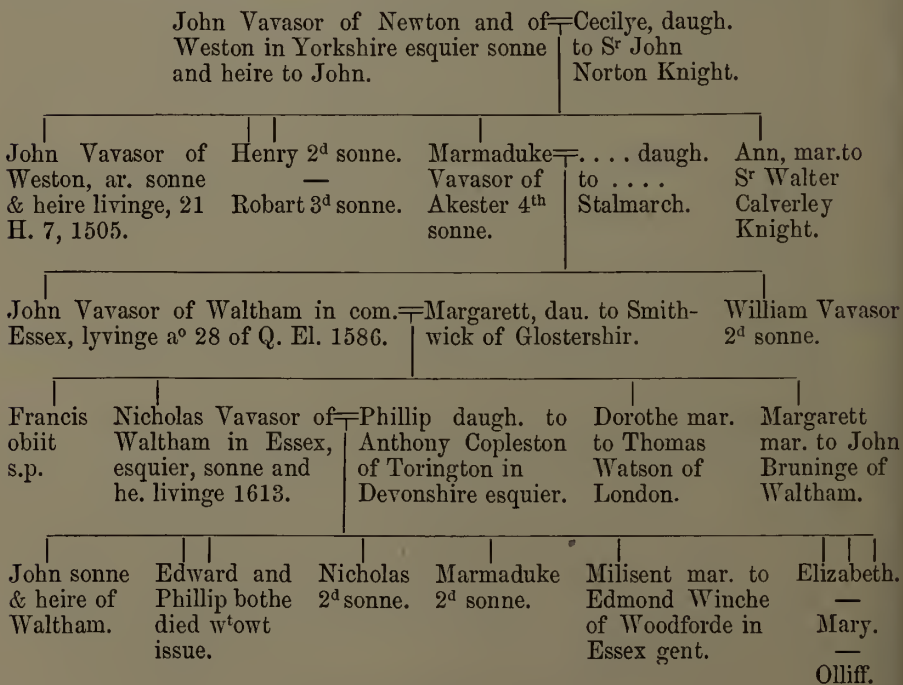 John Vavasor of Newton and of
Weston in Yorkshire esquier sonne
and heire to John.
Cecilye, daugh.
to Sr John
Norton Knight.
John Vavasor of
Weston, ar. sonne
& heire livinge, 21
H. 7, 1505.
Henry 2d sonne.
—
Robart 3d sonne.
Marmaduke
Vavasor of
Akester 4th
sonne.
. . . . daugh.
to . . . .
Stalmarch.
Ann, mar. to
Sr Walter
Calverley
Knight.
John Vavasor of Waltham in com.
Essex, lyvinge ao 28 of Q. El. 1586.
Margarett, dau. to Smith-
wick of Glostershir.
William Vavasor
2d sonne.
Francis
obiit
s.p.
Nicholas Vavasor of
Waltham in Essex,
esquier, sonne and
he. livinge 1613.
Phillip daugh. to
Anthony Copleston
of Torington in
Devonshire esquier.
Dorothe mar.
to Thomas
Watson of
London.
Margarett
mar. to John
Bruninge of
Waltham.
John sonne
& heire of
Waltham.
Edward and
Phillip bothe
died wtowt
issue.
Nicholas
2d sonne.
Marmaduke
2d sonne.
Milisent mar. to
Edmond Winche
of Woodforde in
Essex gent.
Elizabeth.
—
Mary.
—
Olliff.